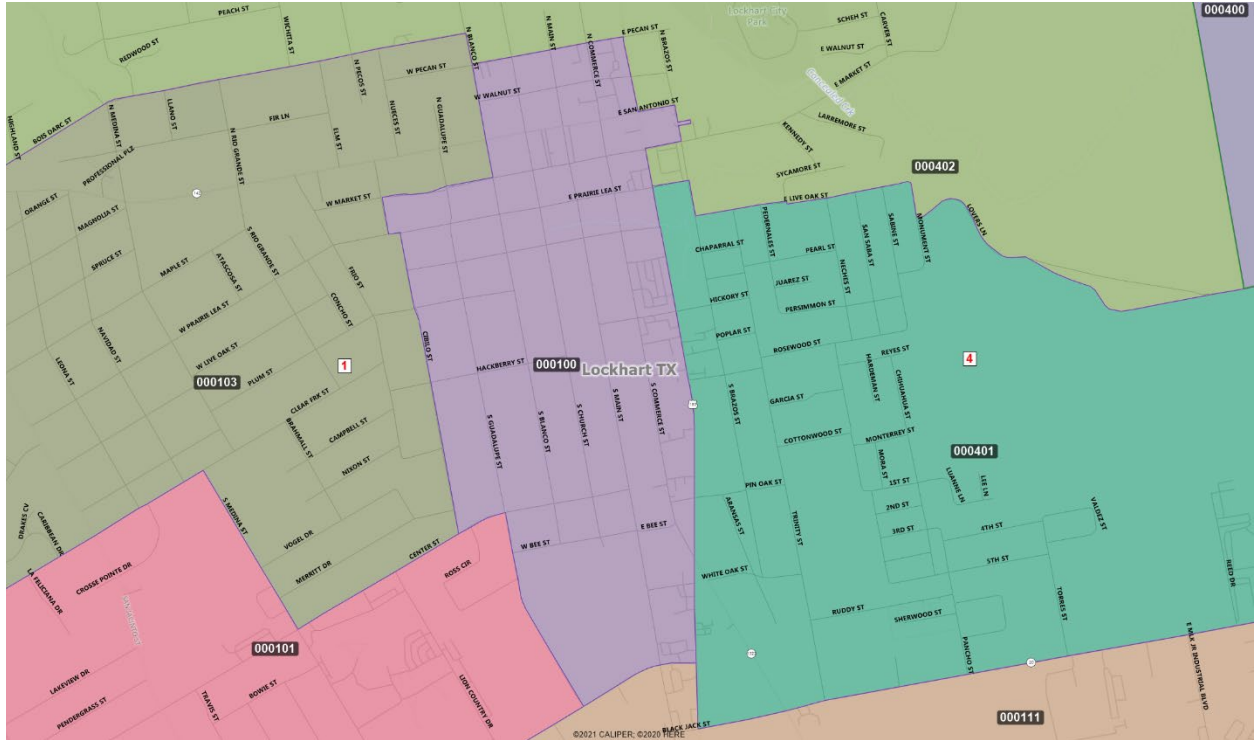 PEACH ST
WICHITA ST
REDWOOD ST
N BLANCO ST
N MAIN ST
N COMMERCE ST
E PECAN ST
N BRAZOS ST
Lockhart City
Park
SCHEH ST
CARVER ST
000400
E WALNUT ST
E MARKET ST
N PECOS ST
W PECAN ST
W WALNUT ST
HIGHLAND ST
BOIS DARC ST
N MEDINA ST
LLANO ST
FIR LN
N RIO GRANDE ST
ELM ST
NUECES ST
N GUADALUPE ST
E SAN ANTONIO ST
LARREMORE ST
KENNEDY ST
SYCAMORE ST
000402
PROFESSIONAL PLZ
ORANGE ST
MAGNOLIA ST
SPRUCE ST
W MARKET ST
E PRAIRIE LEA ST
E LIVE OAK ST
LOVERS LN
MAPLE ST
ATASCOSA ST
S RIO GRANDE ST
FRIO ST
CONCHO ST
CHAPARRAL ST
PEDERNALES ST
PEARL ST
NECHES ST
SAN SABA ST
SABINE ST
MONUMENT ST
HICKORY ST
JUAREZ ST
PERSIMMON ST
W PRAIRIE LEA ST
NAVIDAD ST
LEONA ST
W LIVE OAK ST
PLUM ST
000103
1
CIBILO ST
HACKBERRY ST
000100
Lockhart TX
POPLAR ST
ROSEWOOD ST
REYES ST
4
HARDEMAN ST
CHIHUAHUA ST
CLEAR FRK ST
CAMPBELL ST
BRAHMALL ST
NIXON ST
S GUADALUPE ST
S BLANCO ST
S CHURCH ST
S MAIN ST
S COMMERCE ST
183
S BRAZOS ST
GARCIA ST
COTTONWOOD ST
MONTERREY ST
000401
MORA ST
LUANNE LN
LEE LN
1ST ST
2ND ST
3RD ST
4TH ST
5TH ST
VALDEZ ST
PIN OAK ST
ARANSAS ST
TRINITY ST
DRAKES CV
CARIBBEAN DR
S MEDINA ST
VOGEL DR
MERRITT DR
CENTER ST
W BEE ST
E BEE ST
WHITE OAK ST
LA FELICIANA DR
CROSSE POINTE DR
ROSS CIR
RUDDY ST
SHERWOOD ST
TORRES ST
REED DR
PANCHO ST
E MLK JR INDUSTRIAL BLVD
000101
LAKEVIEW DR
PENDERGRASS ST
TRAVIS ST
BOWIE ST
LION COUNTRY DR
BLACK JACK ST
000111
©2021 CALIPER; ©2020 HERE